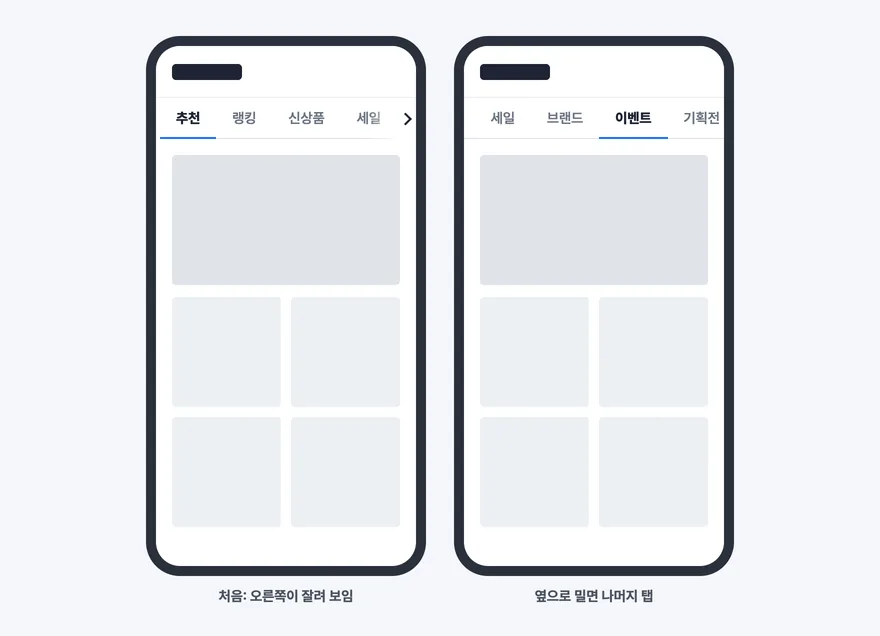 추천 랭킹 신상품 세일
세일 브랜드 이벤트 기획전
처음: 오른쪽이 잘려 보임
옆으로 밀면 나머지 탭